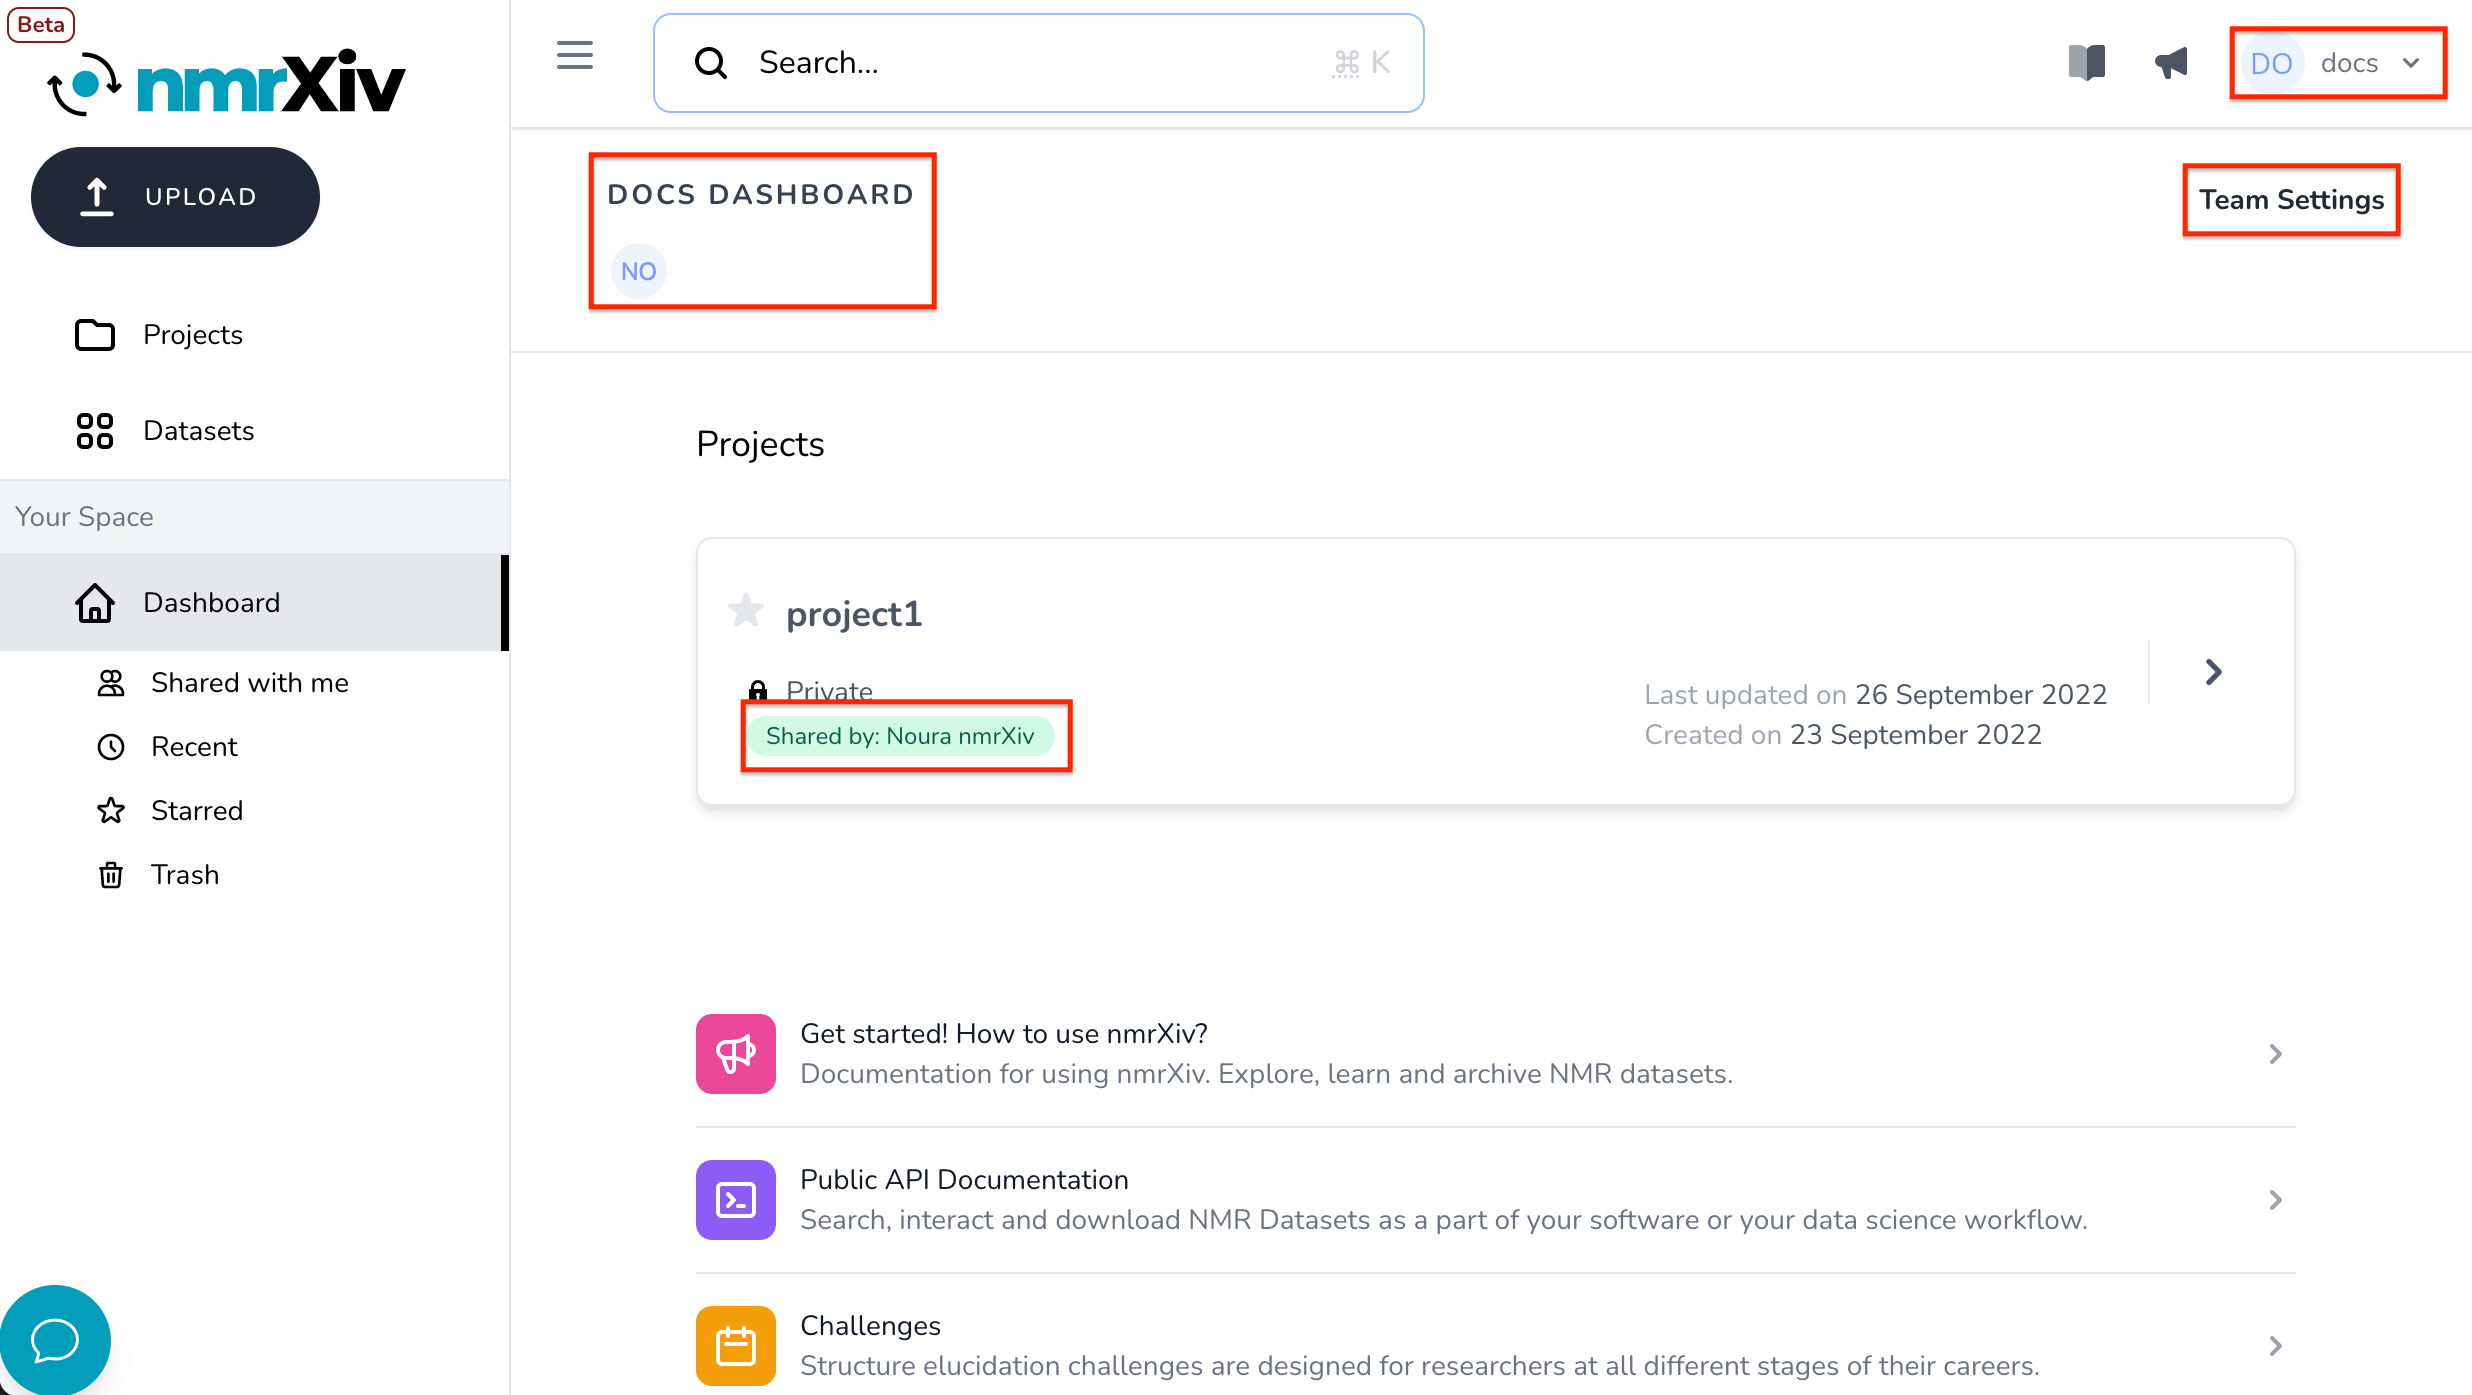 Beta
nmrXiv
UPLOAD
Projects
Datasets
Your Space
Dashboard
Shared with me
Recent
Starred
Trash
Search...
⌘ K
DO docs
DOCS DASHBOARD
NO
Team Settings
Projects
project1
Private
Shared by: Noura nmrXiv
Last updated on 26 September 2022
Created on 23 September 2022
Get started! How to use nmrXiv?
Documentation for using nmrXiv. Explore, learn and archive NMR datasets.
Public API Documentation
Search, interact and download NMR Datasets as a part of your software or your data science workflow.
Challenges
Structure elucidation challenges are designed for researchers at all different stages of their careers.